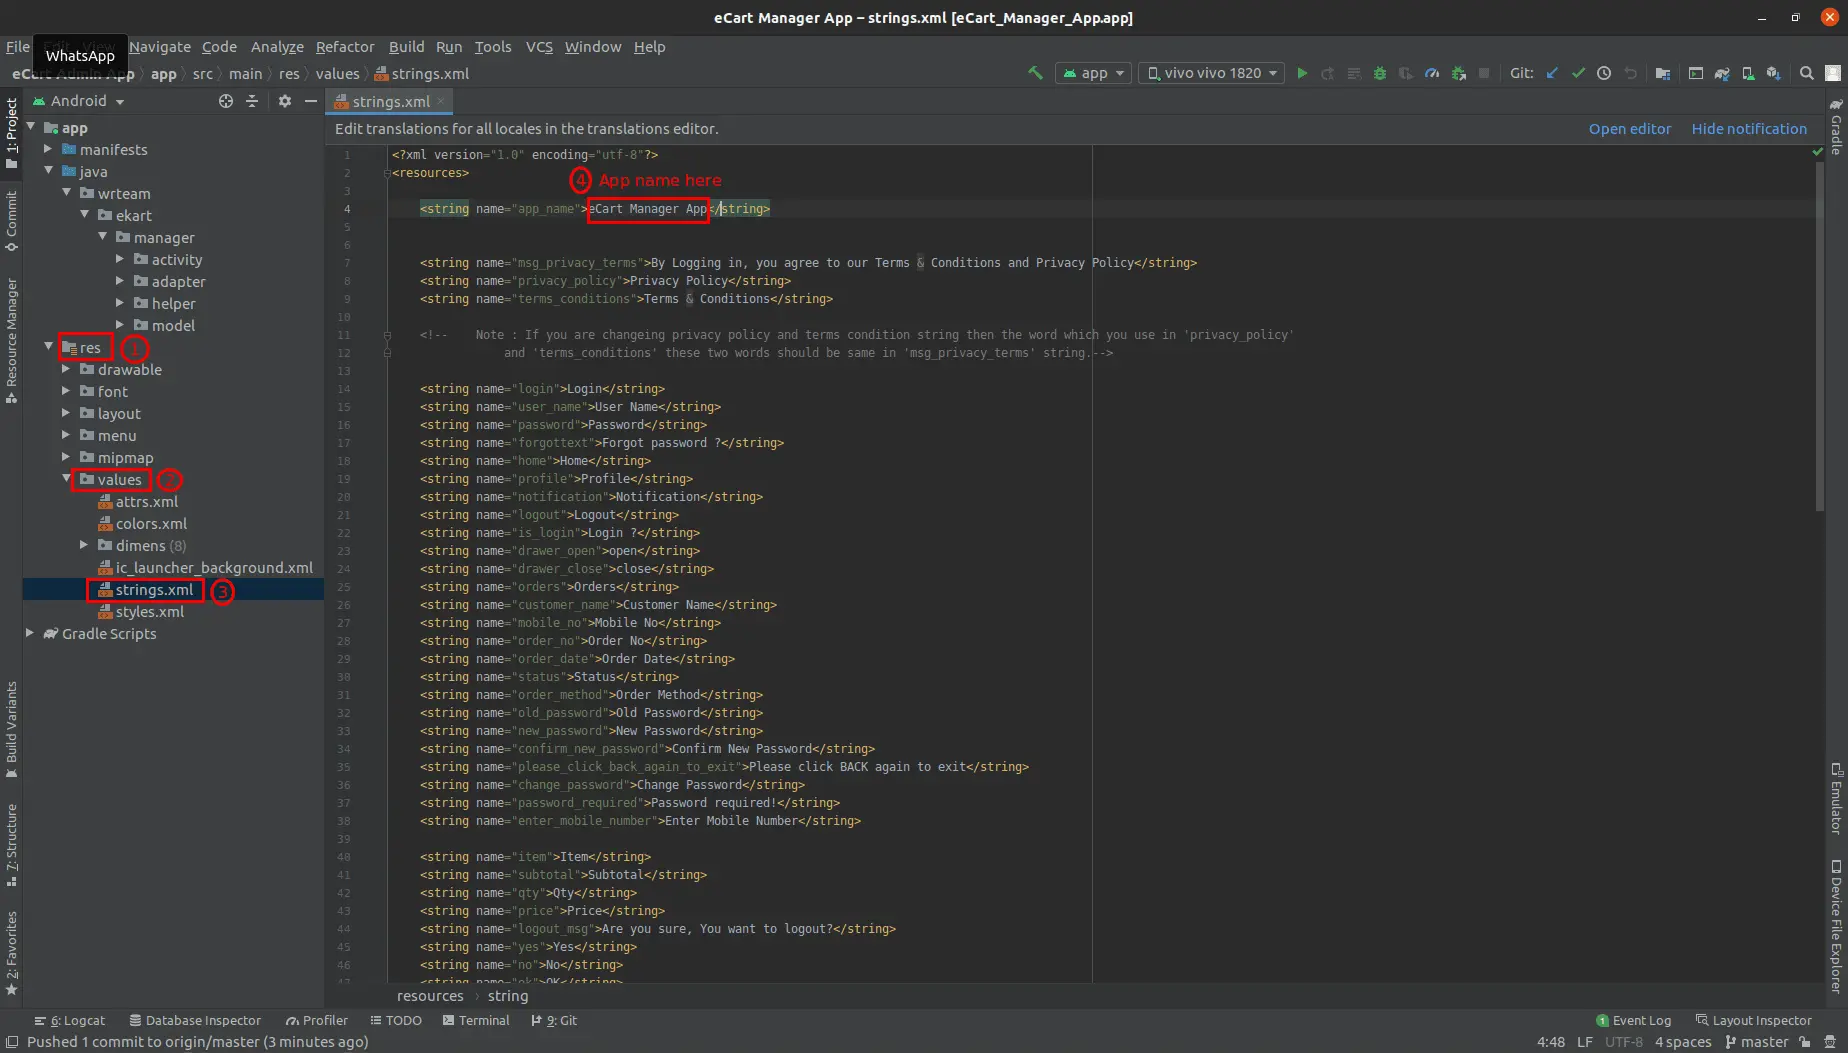 eCart Manager App – strings.xml [eCart_Manager_App.app]
File Edit View Navigate Code Analyze Refactor Build Run Tools VCS Window Help
WhatsApp
eCart Admin App app src main res values strings.xml
app vivo vivo 1820 Git:
Android
strings.xml
1: Project
Commit
Resource Manager
Build Variants
7: Structure
2: Favorites
app
manifests
java
wrteam
ekart
manager
activity
adapter
helper
model
res 1
drawable
font
layout
menu
mipmap
values 2
attrs.xml
colors.xml
dimens (8)
ic_launcher_background.xml
strings.xml 3
styles.xml
Gradle Scripts
Edit translations for all locales in the translations editor. Open editor Hide notification
1 <?xml version="1.0" encoding="utf-8"?>
2 <resources>
3
4 App name here
4 <string name="app_name">eCart Manager App</string>
5
6
7 <string name="msg_privacy_terms">By Logging in, you agree to our Terms & Conditions and Privacy Policy</string>
8 <string name="privacy_policy">Privacy Policy</string>
9 <string name="terms_conditions">Terms & Conditions</string>
10
11 <!-- Note : If you are changeing privacy policy and terms condition string then the word which you use in 'privacy_policy'
12 and 'terms_conditions' these two words should be same in 'msg_privacy_terms' string.-->
13
14 <string name="login">Login</string>
15 <string name="user_name">User Name</string>
16 <string name="password">Password</string>
17 <string name="forgottext">Forgot password ?</string>
18 <string name="home">Home</string>
19 <string name="profile">Profile</string>
20 <string name="notification">Notification</string>
21 <string name="logout">Logout</string>
22 <string name="is_login">Login ?</string>
23 <string name="drawer_open">open</string>
24 <string name="drawer_close">close</string>
25 <string name="orders">Orders</string>
26 <string name="customer_name">Customer Name</string>
27 <string name="mobile_no">Mobile No</string>
28 <string name="order_no">Order No</string>
29 <string name="order_date">Order Date</string>
30 <string name="status">Status</string>
31 <string name="order_method">Order Method</string>
32 <string name="old_password">Old Password</string>
33 <string name="new_password">New Password</string>
34 <string name="confirm_new_password">Confirm New Password</string>
35 <string name="please_click_back_again_to_exit">Please click BACK again to exit</string>
36 <string name="change_password">Change Password</string>
37 <string name="password_required">Password required!</string>
38 <string name="enter_mobile_number">Enter Mobile Number</string>
39
40 <string name="item">Item</string>
41 <string name="subtotal">Subtotal</string>
42 <string name="qty">Qty</string>
43 <string name="price">Price</string>
44 <string name="logout_msg">Are you sure, You want to logout?</string>
45 <string name="yes">Yes</string>
46 <string name="no">No</string>
47 <string name="ok">OK</string>
resources string
Gradle
Emulator
Device File Explorer
6: Logcat Database Inspector Profiler TODO Terminal 9: Git 1 Event Log Layout Inspector
Pushed 1 commit to origin/master (3 minutes ago) 4:48 LF UTF-8 4 spaces master